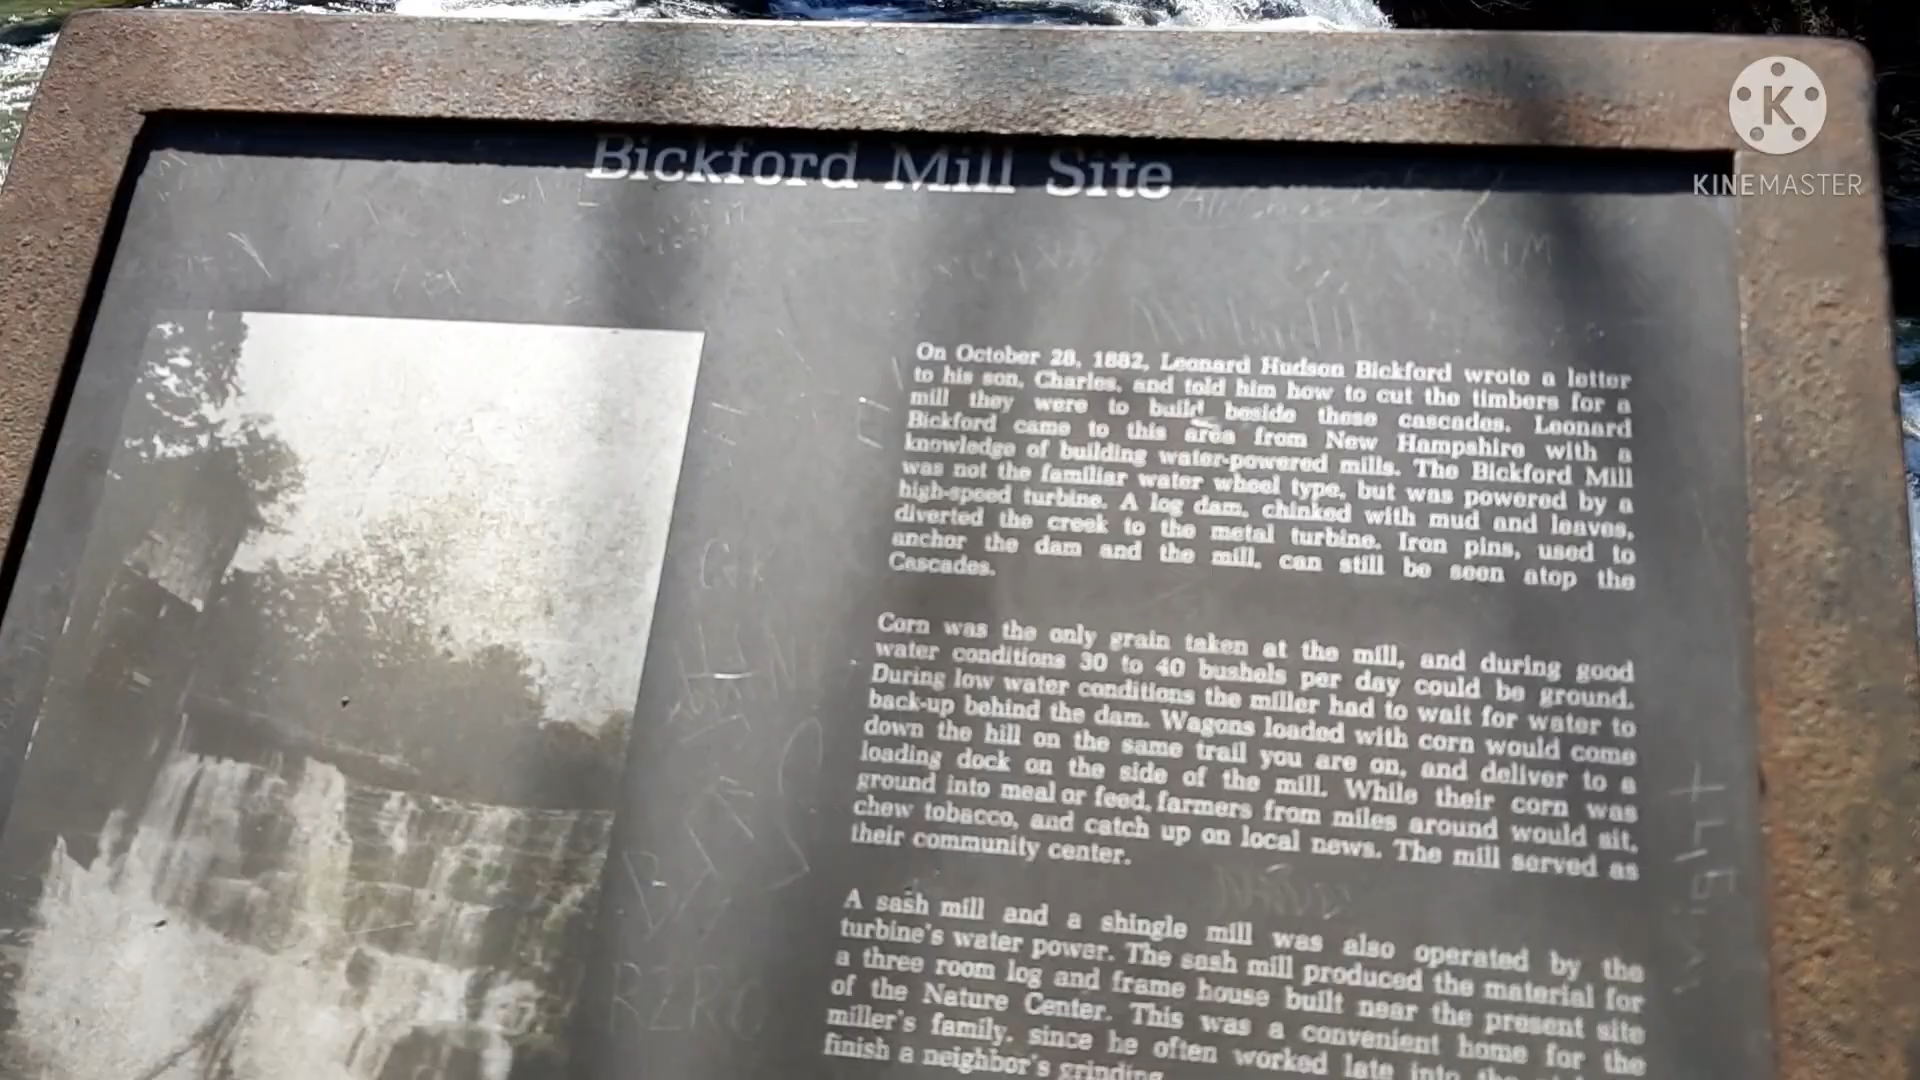 Bickford Mill Site
KINEMASTER
On October 28, 1882, Leonard Hudson Bickford wrote a letter
to his son, Charles, and told him how to cut the timbers for a
mill they were to build beside these cascades. Leonard
Bickford came to this area from New Hampshire with a
knowledge of building water-powered mills. The Bickford Mill
was not the familiar water wheel type, but was powered by a
high-speed turbine. A log dam, chinked with mud and leaves,
diverted the creek to the metal turbine. Iron pins, used to
anchor the dam and the mill, can still be seen atop the
Cascades.
Corn was the only grain taken at the mill, and during good
water conditions 30 to 40 bushels per day could be ground.
During low water conditions the miller had to wait for water to
back-up behind the dam. Wagons loaded with corn would come
down the hill on the same trail you are on, and deliver to a
loading dock on the side of the mill. While their corn was
ground into meal or feed, farmers from miles around would sit,
chew tobacco, and catch up on local news. The mill served as
their community center.
A sash mill and a shingle mill was also operated by the
turbine's water power. The sash mill produced the material for
a three room log and frame house built near the present site
of the Nature Center. This was a convenient home for the
miller's family, since he often worked late into the
finish a neighbor's grinding